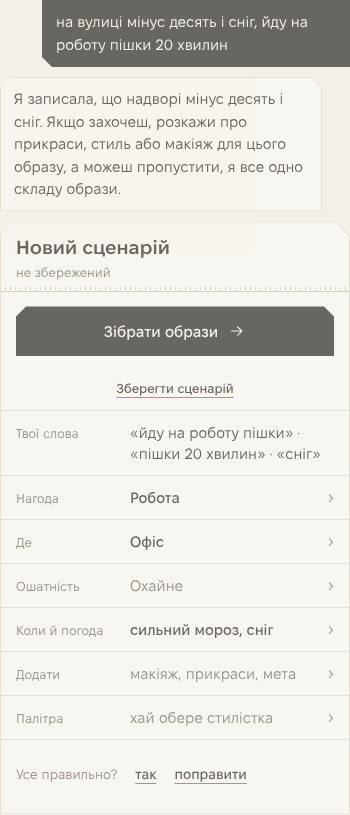 на вулиці мінус десять і сніг, йду на
роботу пішки 20 хвилин
Я записала, що надворі мінус десять і
сніг. Якщо захочеш, розкажи про
прикраси, стиль або макіяж для цього
образу, а можеш пропустити, я все одно
складу образи.
Новий сценарій
не збережений
Зібрати образи →
Зберегти сценарій
Твої слова «йду на роботу пішки» ·
«пішки 20 хвилин» · «сніг»
Нагода Робота ›
Де Офіс ›
Ошатність Охайне ›
Коли й погода сильний мороз, сніг ›
Додати макіяж, прикраси, мета ›
Палітра хай обере стилістка ›
Усе правильно? так поправити